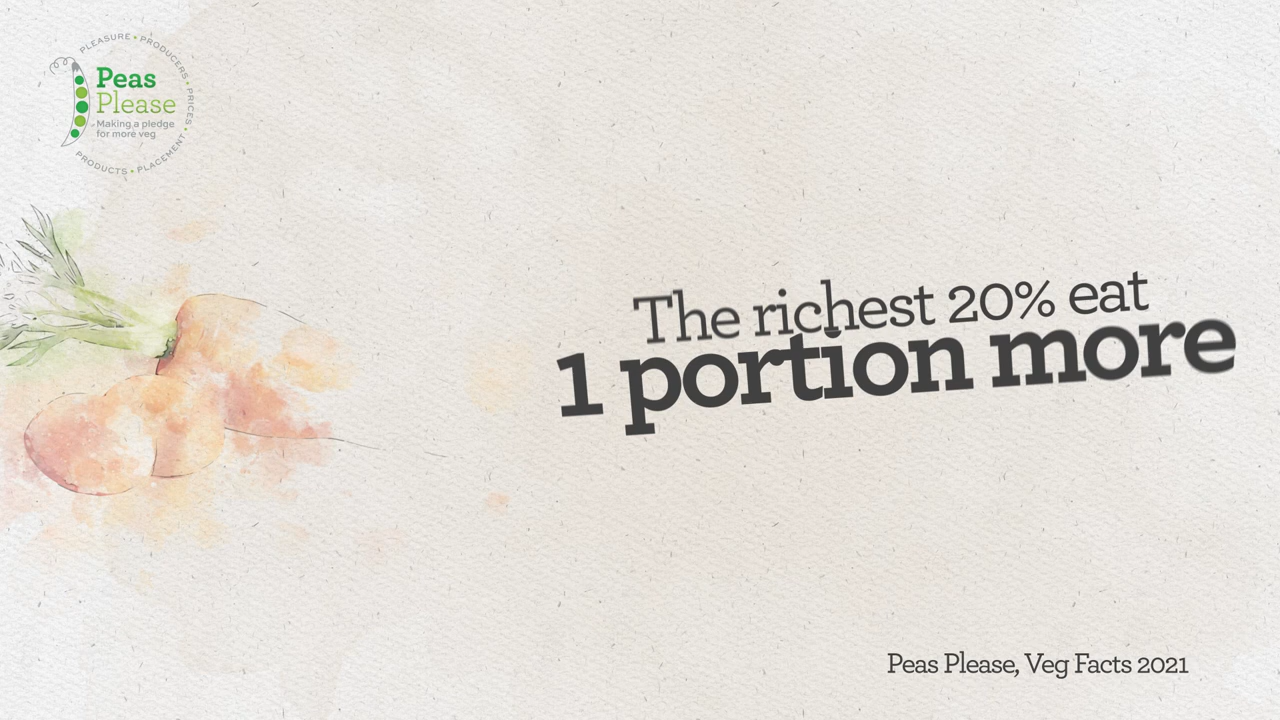 PLEASURE • PRODUCERS • PRICES • PLACEMENT • PRODUCTS
Peas
Please
Making a pledge
for more veg
The richest 20% eat
1 portion more
Peas Please, Veg Facts 2021